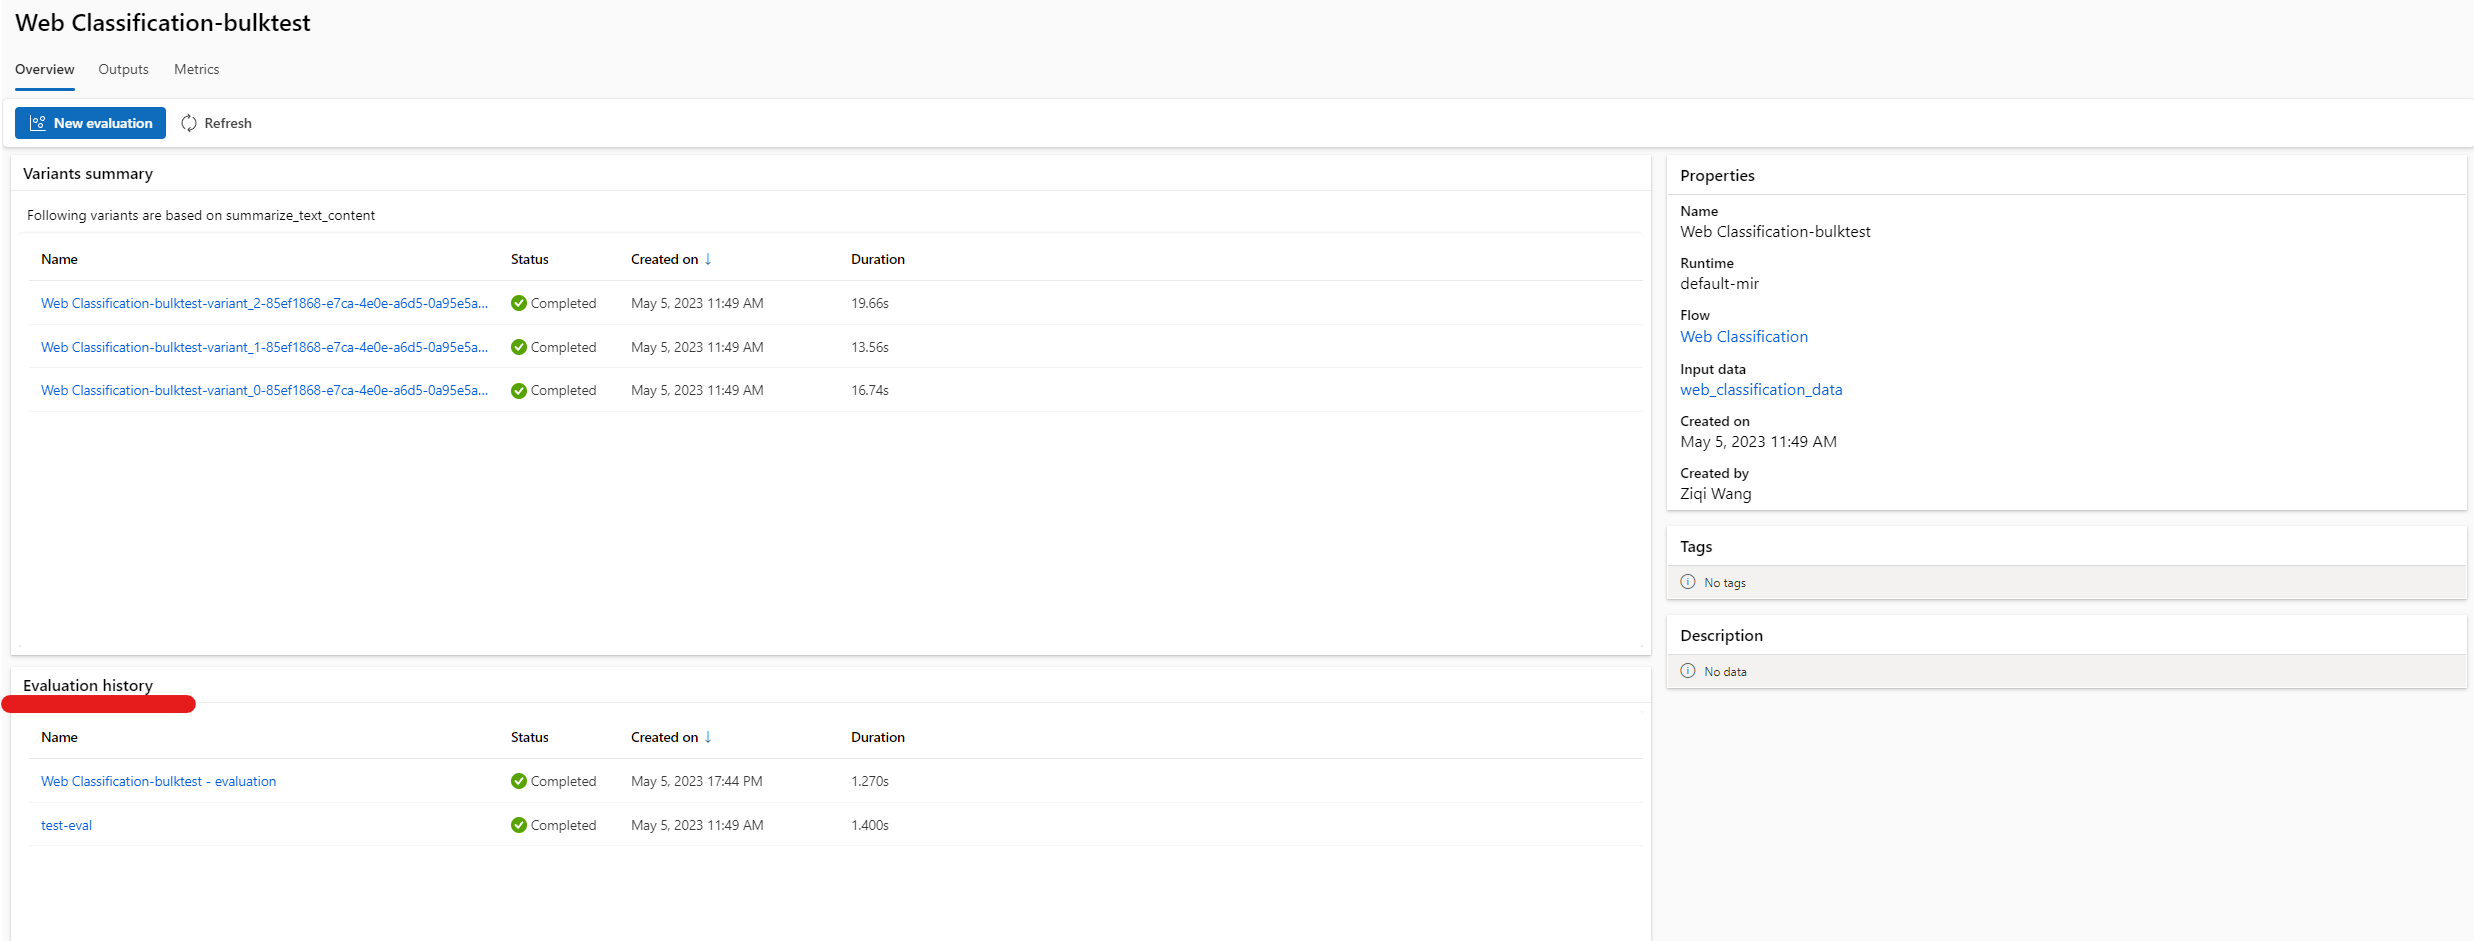 Web Classification-bulktest
Overview Outputs Metrics
New evaluation Refresh
Variants summary
Following variants are based on summarize_text_content
Name Status Created on ↓ Duration
Web Classification-bulktest-variant_2-85ef1868-e7ca-4e0e-a6d5-0a95e5a... Completed May 5, 2023 11:49 AM 19.66s
Web Classification-bulktest-variant_1-85ef1868-e7ca-4e0e-a6d5-0a95e5a... Completed May 5, 2023 11:49 AM 13.56s
Web Classification-bulktest-variant_0-85ef1868-e7ca-4e0e-a6d5-0a95e5a... Completed May 5, 2023 11:49 AM 16.74s
Evaluation history
Name Status Created on ↓ Duration
Web Classification-bulktest - evaluation Completed May 5, 2023 17:44 PM 1.270s
test-eval Completed May 5, 2023 11:49 AM 1.400s
Properties
Name
Web Classification-bulktest
Runtime
default-mir
Flow
Web Classification
Input data
web_classification_data
Created on
May 5, 2023 11:49 AM
Created by
Ziqi Wang
Tags
No tags
Description
No data